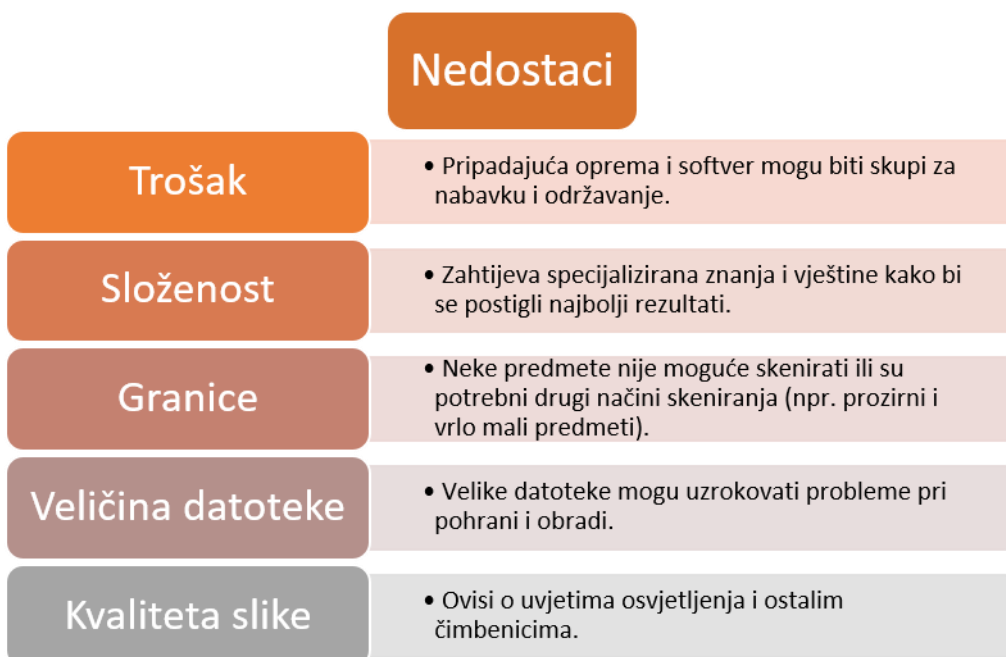 Nedostaci
Trošak
• Pripadajuća oprema i softver mogu biti skupi za
nabavku i održavanje.
Složenost
• Zahtijeva specijalizirana znanja i vještine kako bi
se postigli najbolji rezultati.
Granice
• Neke predmete nije moguće skenirati ili su
potrebni drugi načini skeniranja (npr. prozirni i
vrlo mali predmeti).
Veličina datoteke
• Velike datoteke mogu uzrokovati probleme pri
pohrani i obradi.
Kvaliteta slike
• Ovisi o uvjetima osvjetljenja i ostalim
čimbenicima.